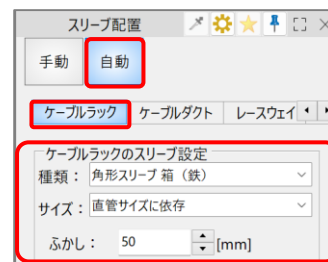 スリーブ配置
手動 自動
ケーブルラック ケーブルダクト レースウェイ
ケーブルラックのスリーブ設定
種類： 角形スリーブ 箱（鉄）
サイズ： 直管サイズに依存
ふかし： 50 [mm]